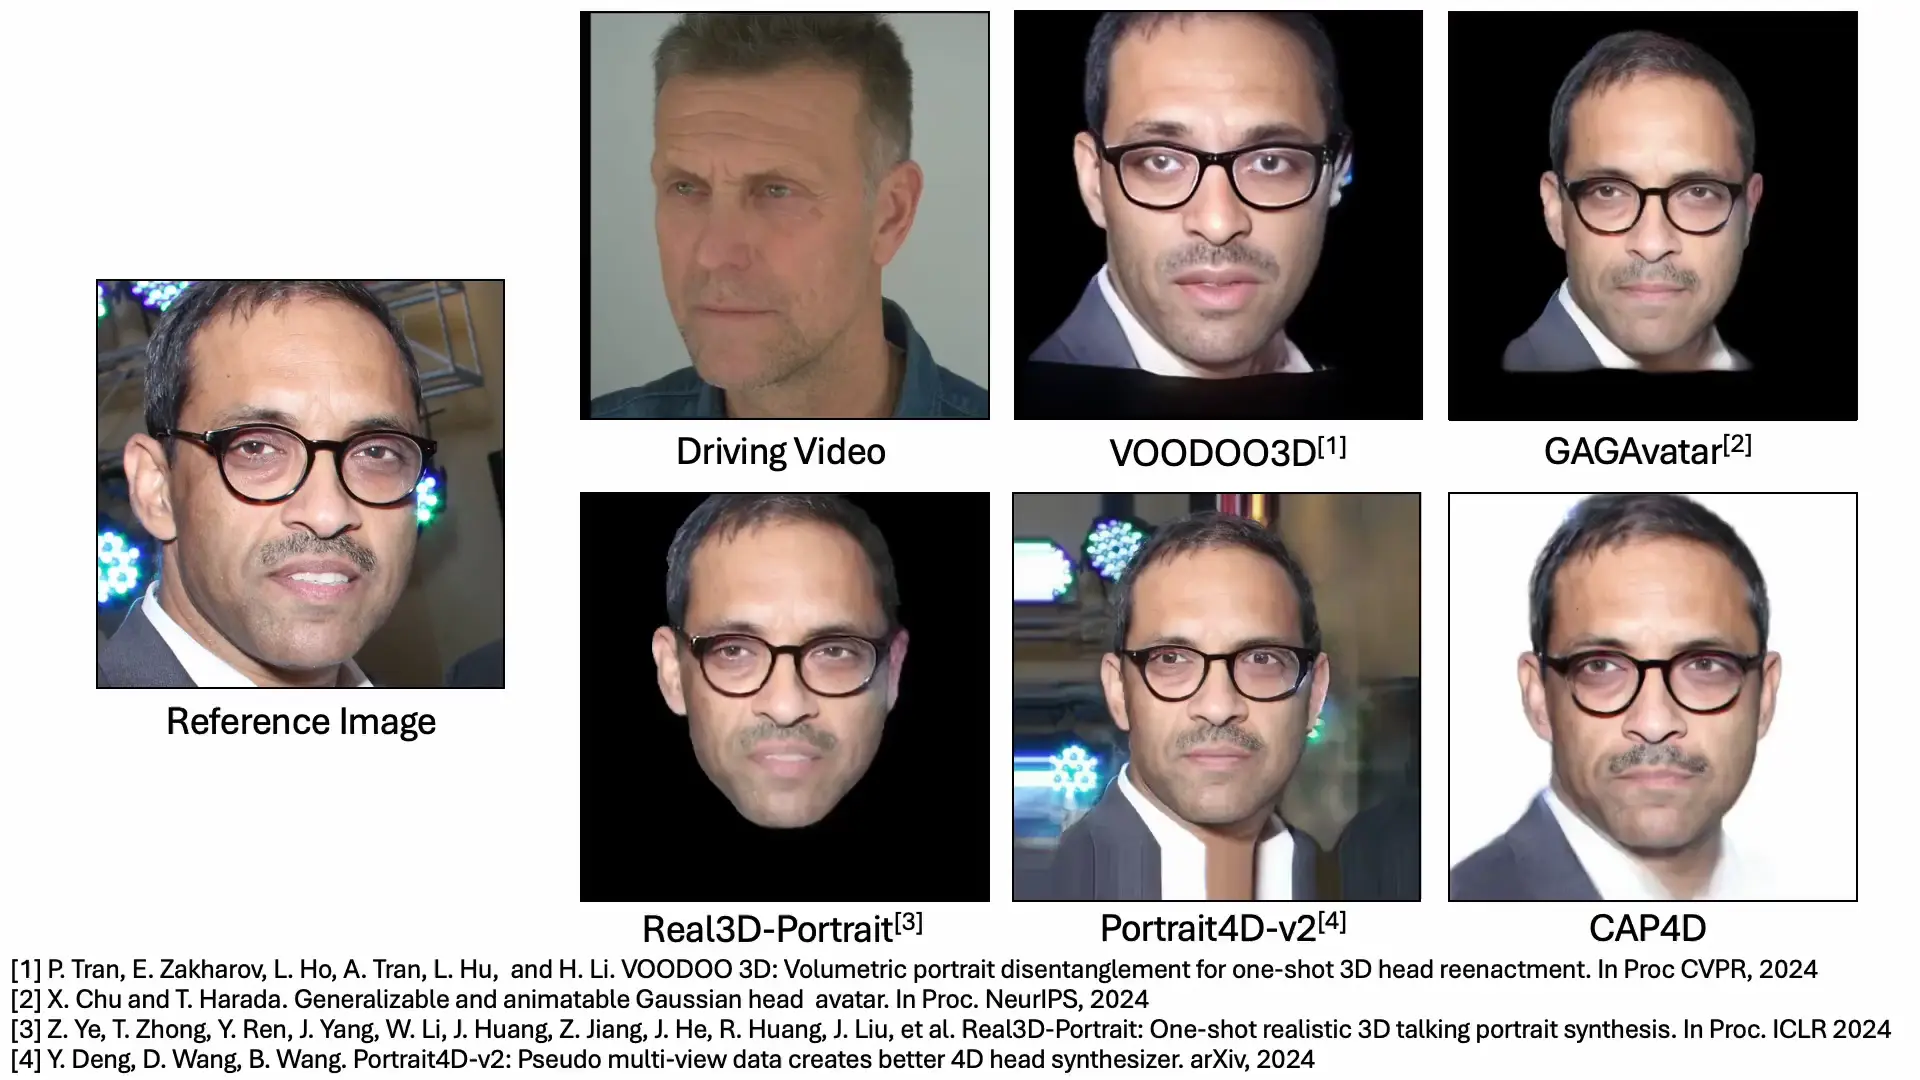 Driving Video
VOODOO3D[1]
GAGAvatar[2]
Reference Image
Real3D-Portrait[3]
Portrait4D-v2[4]
CAP4D
[1] P. Tran, E. Zakharov, L. Ho, A. Tran, L. Hu, and H. Li. VOODOO 3D: Volumetric portrait disentanglement for one-shot 3D head reenactment. In Proc CVPR, 2024
[2] X. Chu and T. Harada. Generalizable and animatable Gaussian head avatar. In Proc. NeurIPS, 2024
[3] Z. Ye, T. Zhong, Y. Ren, J. Yang, W. Li, J. Huang, Z. Jiang, J. He, R. Huang, J. Liu, et al. Real3D-Portrait: One-shot realistic 3D talking portrait synthesis. In Proc. ICLR 2024
[4] Y. Deng, D. Wang, B. Wang. Portrait4D-v2: Pseudo multi-view data creates better 4D head synthesizer. arXiv, 2024